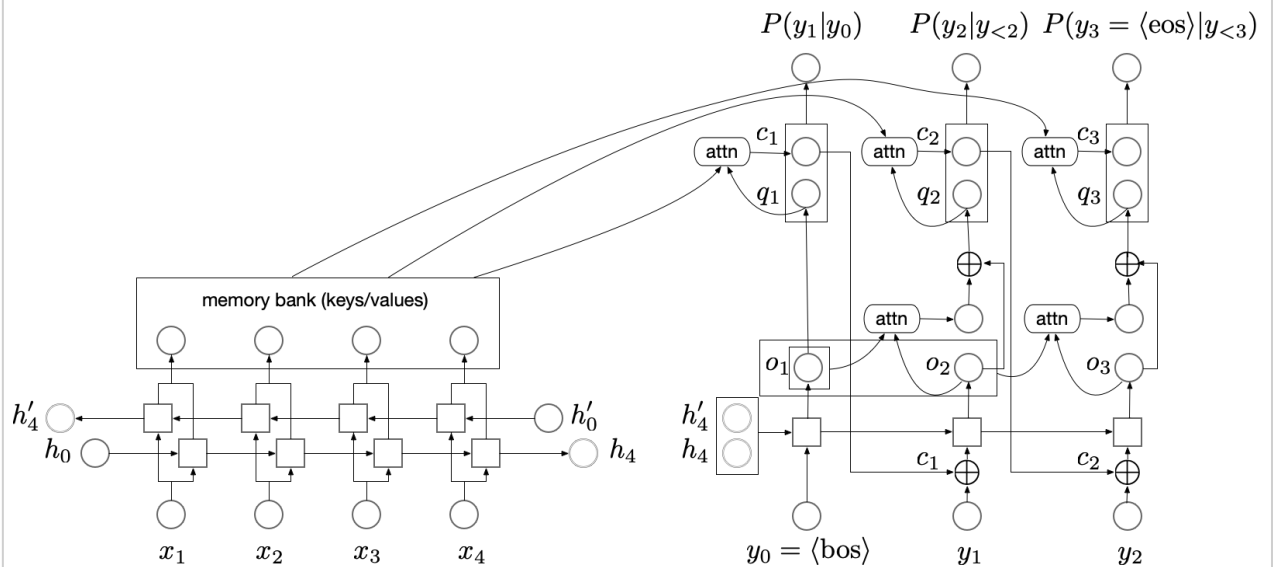 P(y₁|y₀) P(y₂|y<₂) P(y₃ = ⟨eos⟩|y<₃)
attn c₁ attn c₂ attn c₃
q₁ q₂ q₃
memory bank (keys/values)
attn attn
o₁ o₂ o₃
h′₄ h′₀ h′₄
h₀ h₄ h₄
c₁ c₂
x₁ x₂ x₃ x₄ y₀ = ⟨bos⟩ y₁ y₂